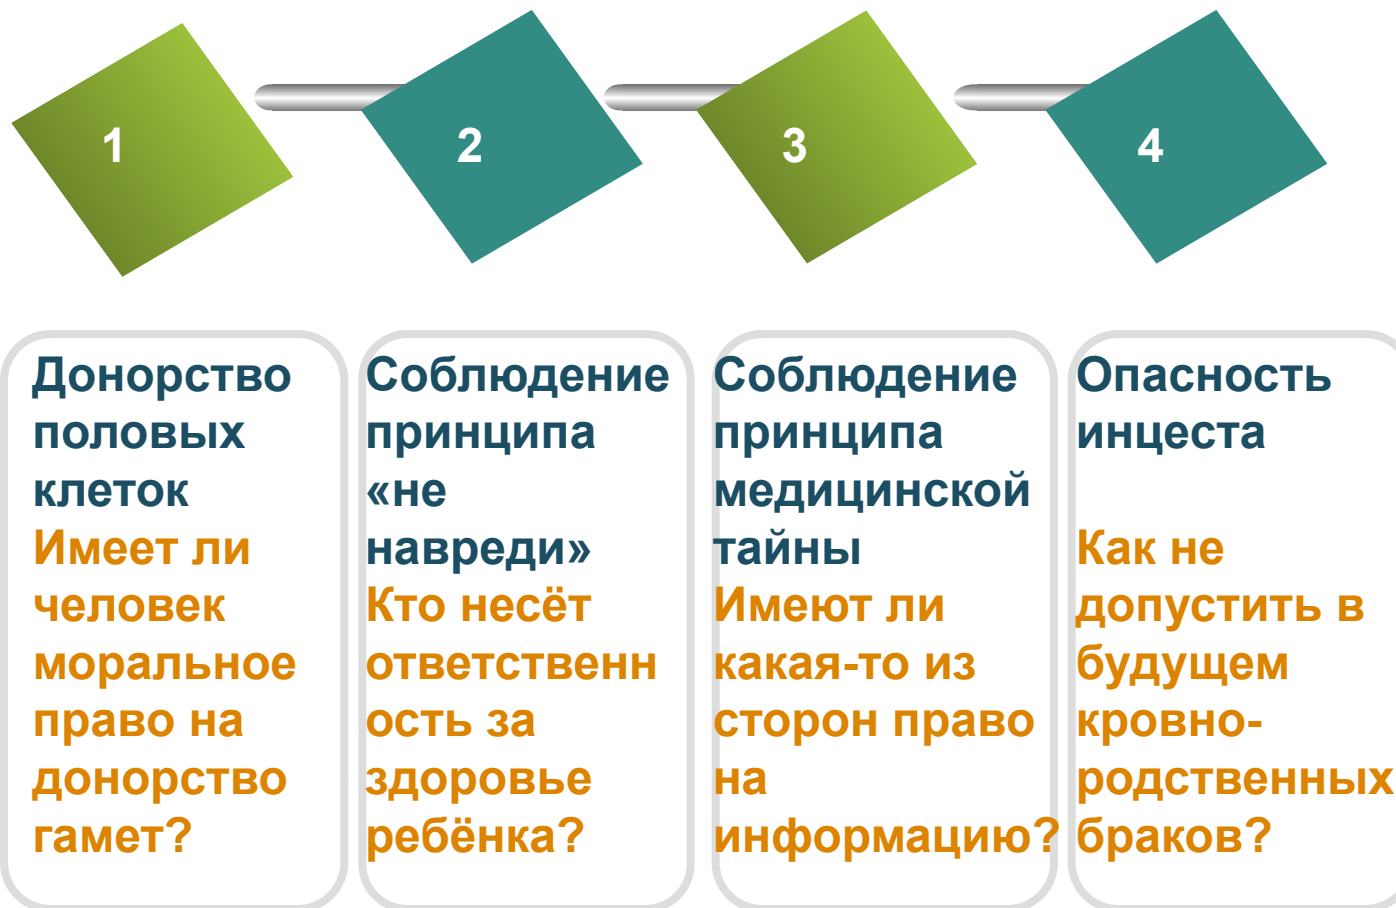 1
2
3
4
Донорство
половых
клеток
Имеет ли
человек
моральное
право на
донорство
гамет?
Соблюдение
принципа
«не
навреди»
Кто несёт
ответственн
ость за
здоровье
ребёнка?
Соблюдение
принципа
медицинской
тайны
Имеют ли
какая-то из
сторон право
на
информацию?
Опасность
инцеста
Как не
допустить в
будущем
кровно-
родственных
браков?